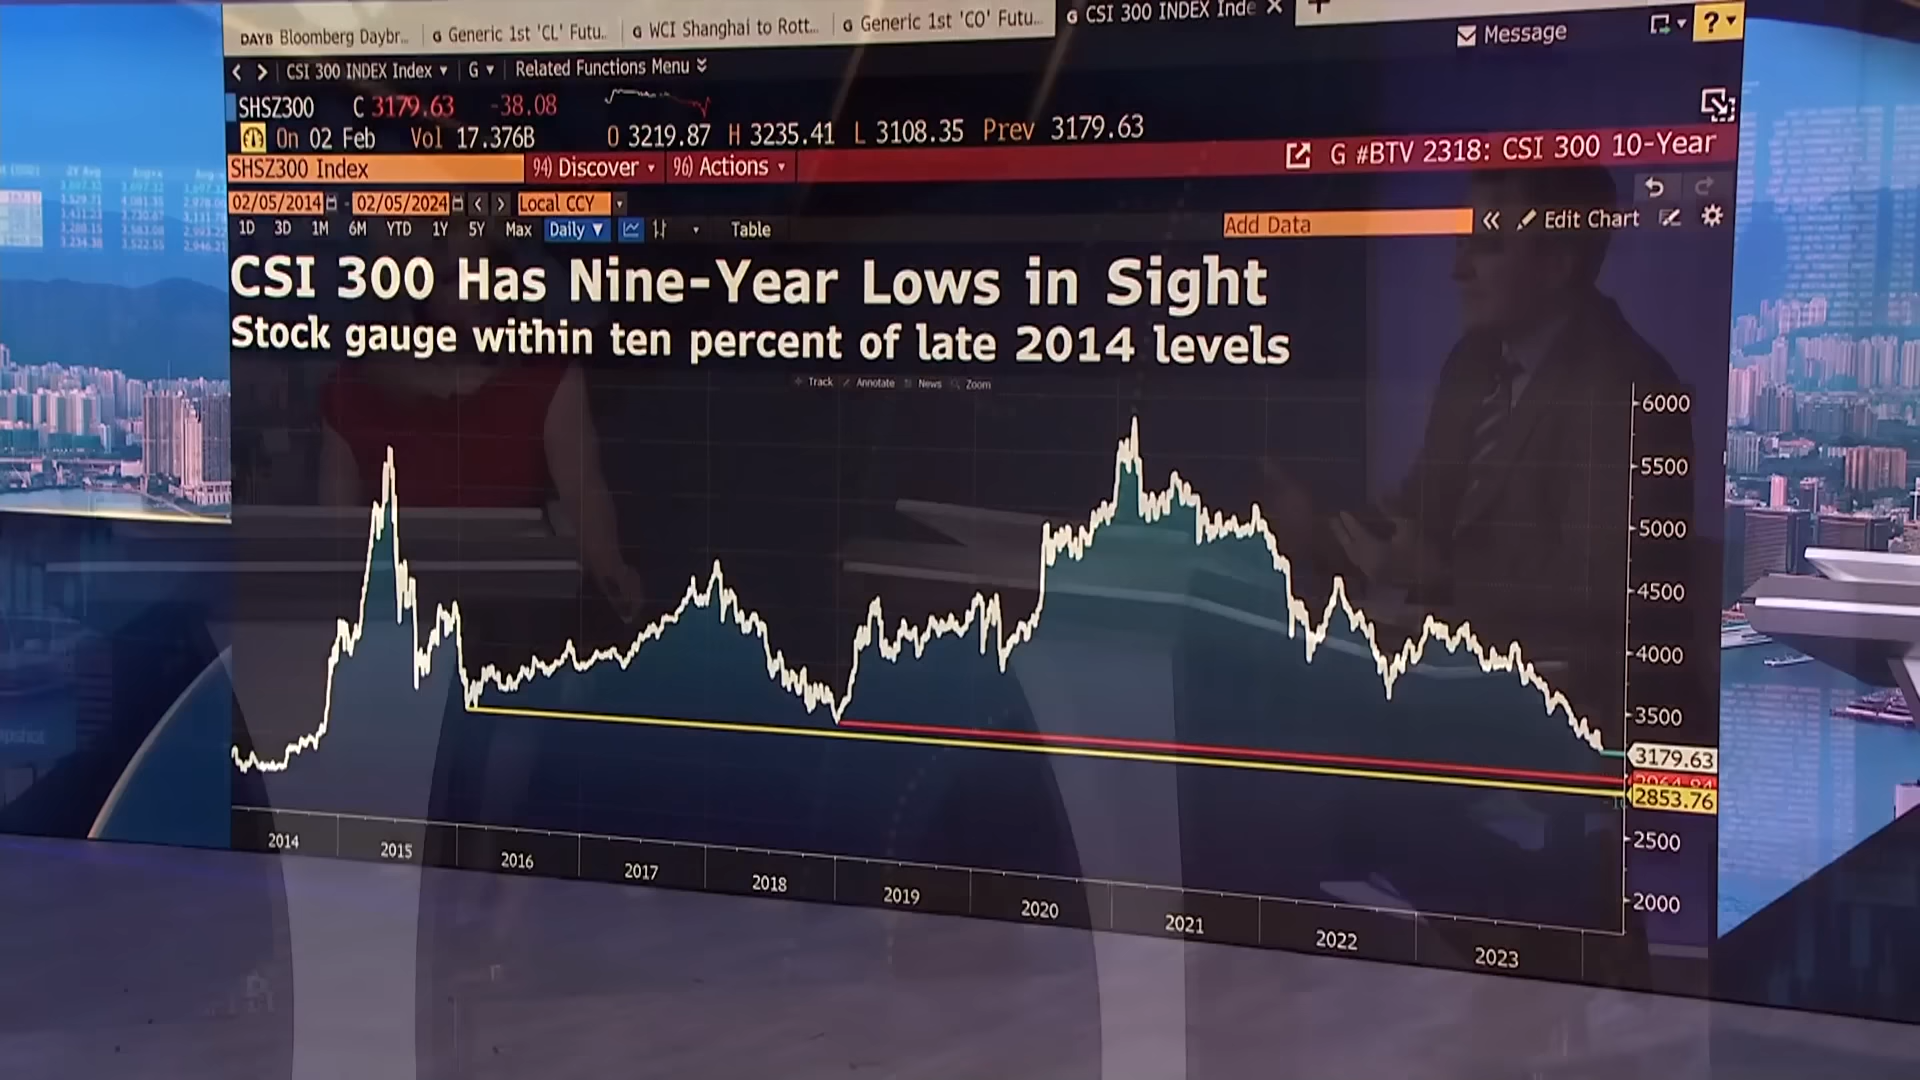 DAYB Bloomberg Daybr.. G Generic 1st 'CL' Futu.. G WCI Shanghai to Rott... G Generic 1st 'CO' Futu... G CSI 300 INDEX Inde
Message
CSI 300 INDEX Index G Related Functions Menu
SHSZ300 C 3179.63 -38.08
On 02 Feb Vol 17.376B O 3219.87 H 3235.41 L 3108.35 Prev 3179.63
SHSZ300 Index 94) Discover 96) Actions G #BTV 2318: CSI 300 10-Year
02/05/2014 - 02/05/2024 Local CCY
1D 3D 1M 6M YTD 1Y 5Y Max Daily Table Add Data Edit Chart
CSI 300 Has Nine-Year Lows in Sight
Stock gauge within ten percent of late 2014 levels
Track Annotate News Zoom
6000
5500
5000
4500
4000
3500
3179.63
2853.76
2500
2000
2014 2015 2016 2017 2018 2019 2020 2021 2022 2023